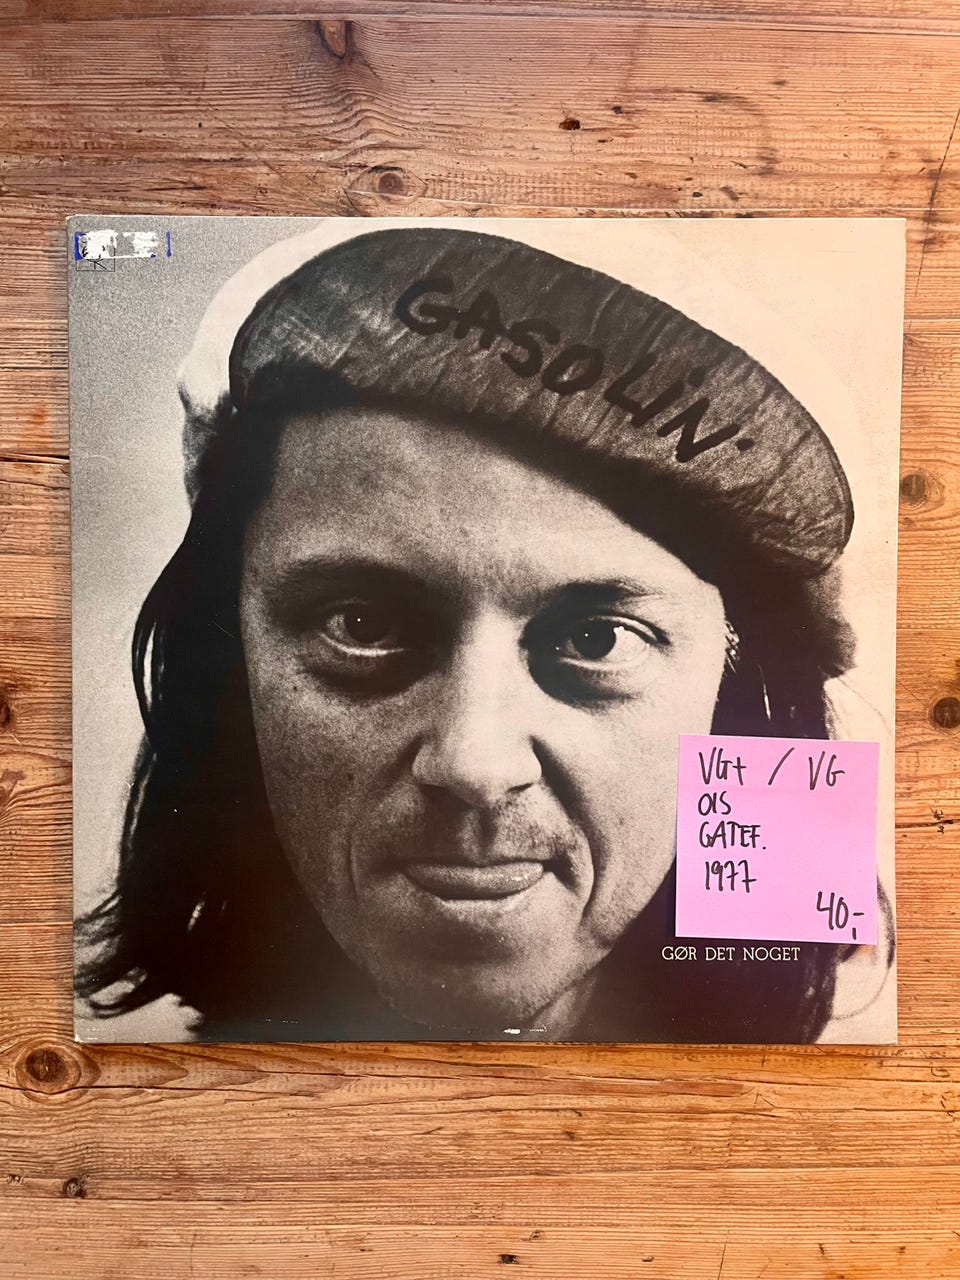 GASOLiN'
VG+ / VG
OIS
GATEF.
1977
40,-
GØR DET NOGET